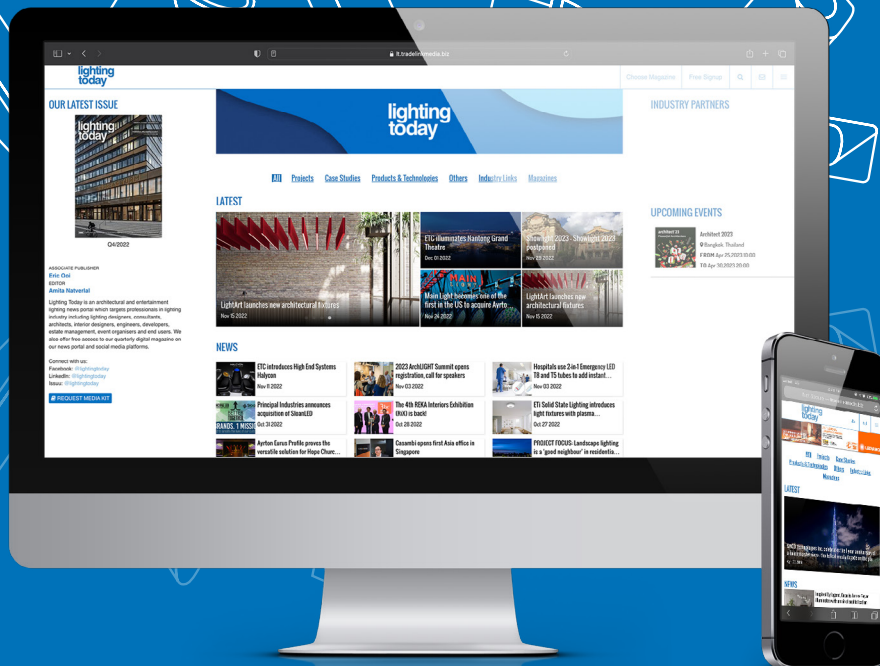 lt.tradelinkmedia.biz
lighting
today
Choose Magazine
Free Signup
OUR LATEST ISSUE
lighting
today
Q4/2022
ASSOCIATE PUBLISHER
Eric Ooi
EDITOR
Amita Natverlal
Lighting Today is an architectural and entertainment
lighting news portal which targets professionals in lighting
industry including lighting designers, consultants,
architects, interior designers, engineers, developers,
estate management, event organisers and end users. We
also offer free access to our quarterly digital magazine on
our news portal and social media platforms.
Connect with us:
Facebook: @lightingtoday
LinkedIn: @lightingtoday
Issuu: @lightingtoday
REQUEST MEDIA KIT
lighting
today
All Projects Case Studies Products & Technologies Others Industry Links Magazines
LATEST
LightArt launches new architectural fixtures
Nov 15 2022
ETC illuminates Nantong Grand
Theatre
Dec 01 2022
Showlight 2023 - Showlight 2023
postponed
Nov 29 2022
MAIN
Main Light becomes one of the
first in the US to acquire Ayrto...
Nov 24 2022
LightArt launches new
architectural fixtures
Nov 15 2022
NEWS
ETC introduces High End Systems
Halcyon
Nov 11 2022
2023 ArchLIGHT Summit opens
registration, call for speakers
Nov 03 2022
Hospitals use 2-in-1 Emergency LED
T8 and T5 tubes to add instant...
Nov 03 2022
Principal Industries announces
acquisition of SloanLED
Oct 31 2022
The 4th REKA Interiors Exhibition
(RiX) is back!
Oct 28 2022
ETi Solid State Lighting introduces
light fixtures with plasma...
Oct 27 2022
Ayrton Eurus Profile proves the
versatile solution for Hope Churc...
Casambi opens first Asia office in
Singapore
PROJECT FOCUS: Landscape lighting
is a 'good neighbour' in residentia...
INDUSTRY PARTNERS
UPCOMING EVENTS
Architect 2023
Bangkok, Thailand
FROM Apr 25,2023 10:00
TO Apr 30,2023 20:00
lighting
today
All Projects Case Studies
Products & Technologies Others Industry Links
Magazines
LATEST
NEWS